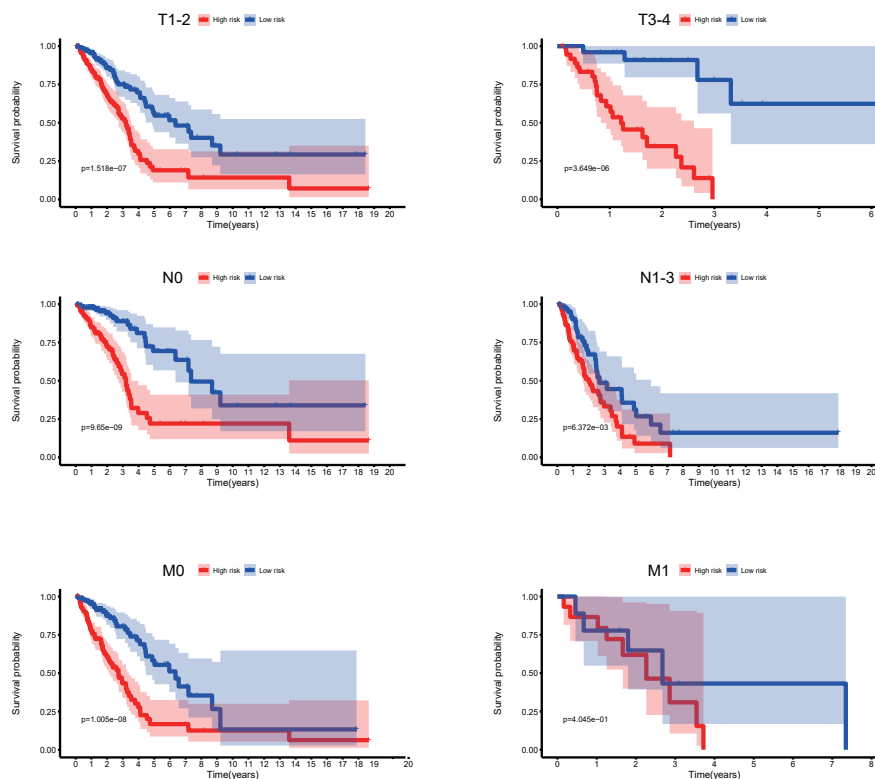 T1-2 High risk Low risk
Survival probability
1.00
0.75
0.50
0.25
0.00
p=1.518e−07
0 1 2 3 4 5 6 7 8 9 10 11 12 13 14 15 16 17 18 19 20
Time(years)
T3-4 High risk Low risk
Survival probability
1.00
0.75
0.50
0.25
0.00
p=3.649e−06
0 1 2 3 4 5 6
Time(years)
N0 High risk Low risk
Survival probability
1.00
0.75
0.50
0.25
0.00
p=9.65e−09
0 1 2 3 4 5 6 7 8 9 10 11 12 13 14 15 16 17 18 19 20
Time(years)
N1-3 High risk Low risk
Survival probability
1.00
0.75
0.50
0.25
0.00
p=6.372e−03
0 1 2 3 4 5 6 7 8 9 10 11 12 13 14 15 16 17 18 19 20
Time(years)
M0 High risk Low risk
Survival probability
1.00
0.75
0.50
0.25
0.00
p=1.005e−08
0 1 2 3 4 5 6 7 8 9 10 11 12 13 14 15 16 17 18 19 20
Time(years)
M1 High risk Low risk
Survival probability
1.00
0.75
0.50
0.25
0.00
p=4.045e−01
0 1 2 3 4 5 6 7 8
Time(years)